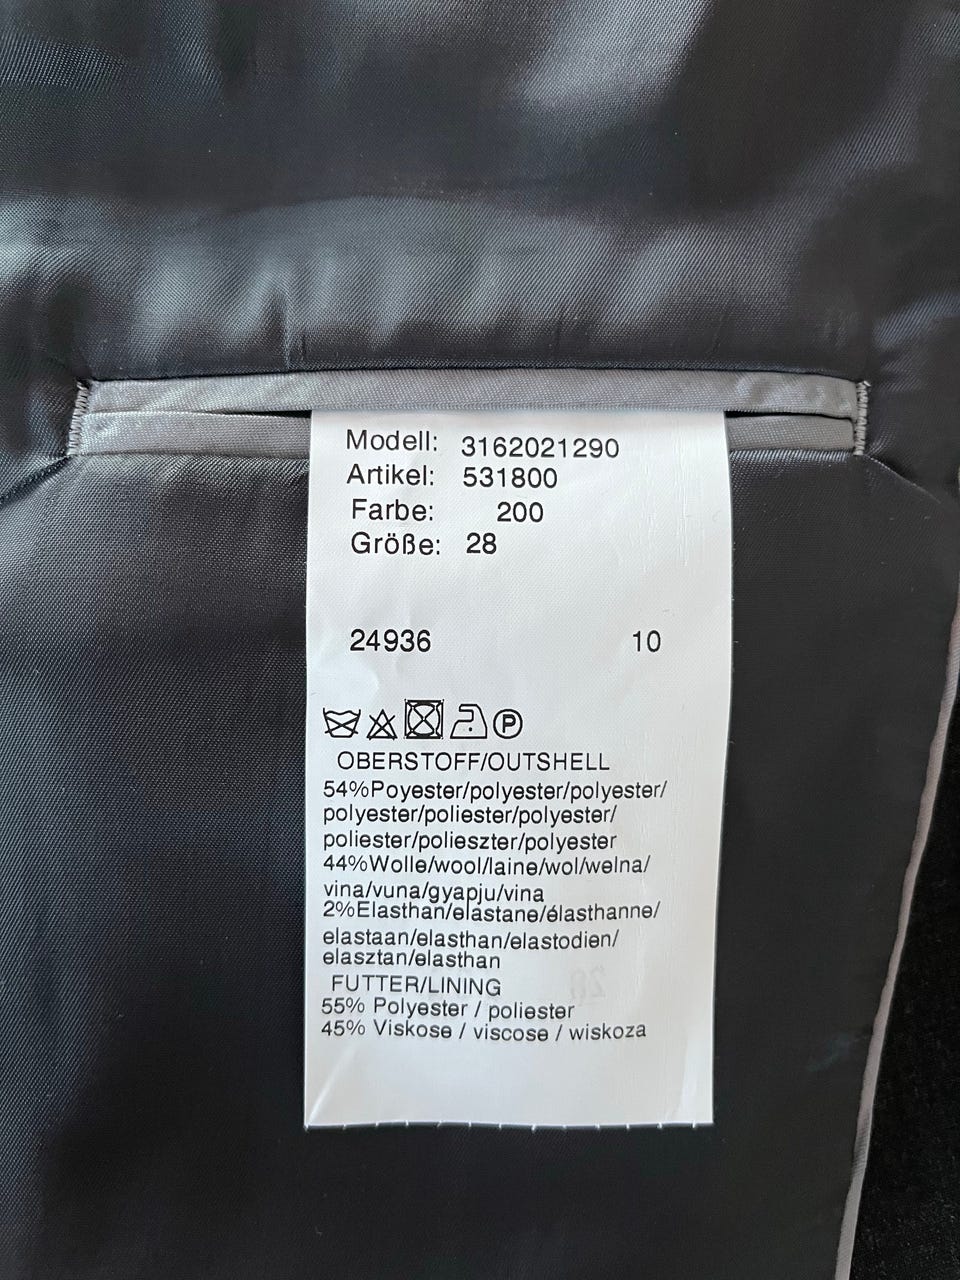 Modell: 3162021290
Artikel: 531800
Farbe: 200
Größe: 28
24936 10
P
OBERSTOFF/OUTSHELL
54%Poyester/polyester/polyester/
polyester/poliester/polyester/
poliester/polieszter/polyester
44%Wolle/wool/laine/wol/welna/
vina/vuna/gyapju/vina
2%Elasthan/elastane/élasthanne/
elastaan/elasthan/elastodien/
elasztan/elasthan
FUTTER/LINING
55% Polyester / poliester
45% Viskose / viscose / wiskoza